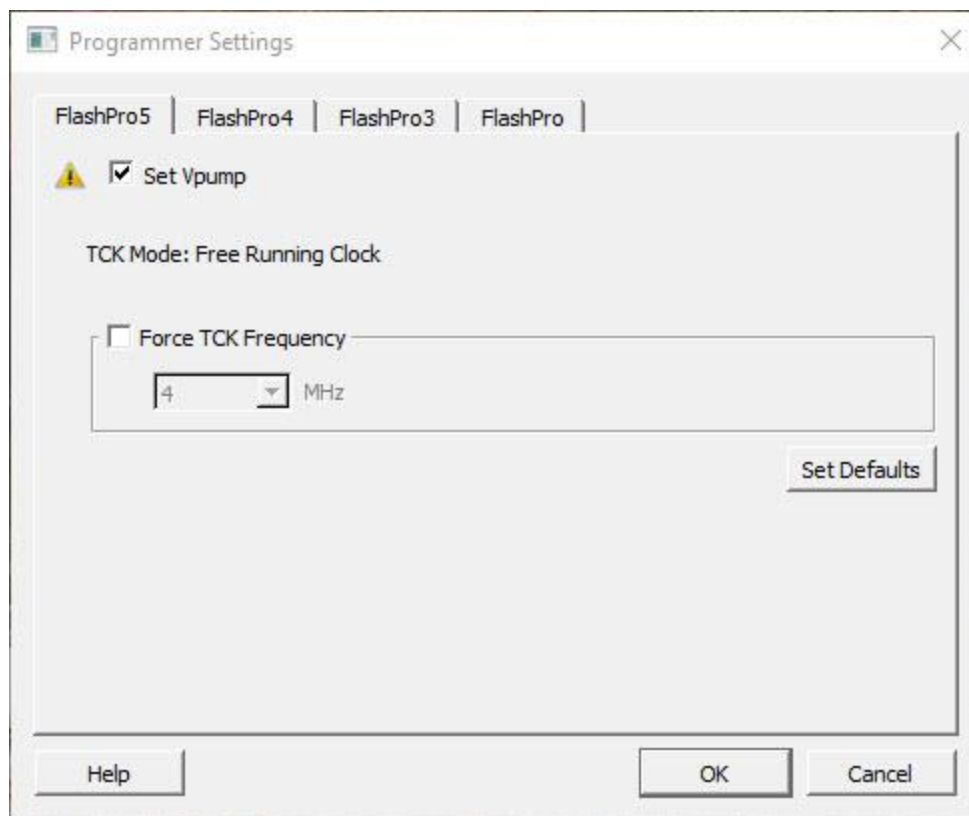 Programmer Settings
FlashPro5 FlashPro4 FlashPro3 FlashPro
Set Vpump
TCK Mode: Free Running Clock
Force TCK Frequency
4 MHz
Set Defaults
Help OK Cancel